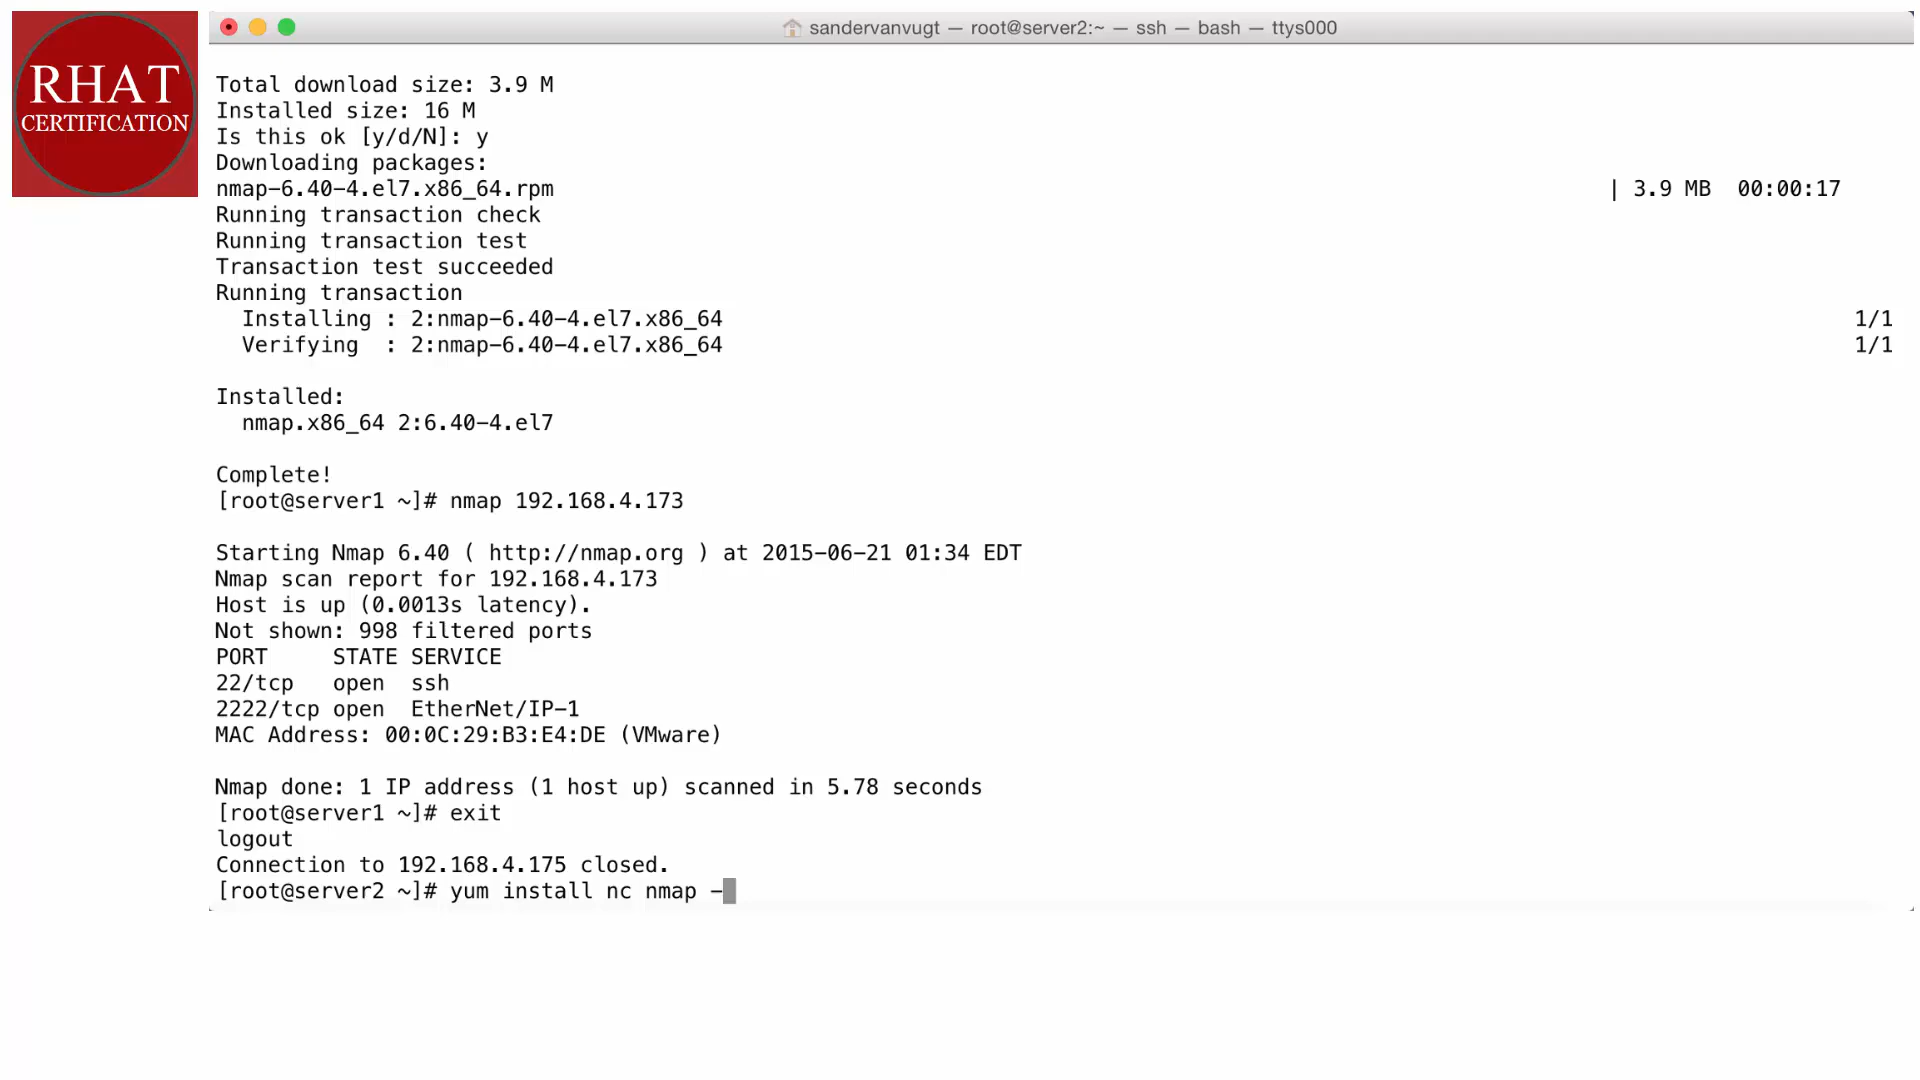 RHAT
CERTIFICATION
sandervanvugt — root@server2:~ — ssh — bash — ttys000
Total download size: 3.9 M
Installed size: 16 M
Is this ok [y/d/N]: y
Downloading packages:
nmap-6.40-4.el7.x86_64.rpm | 3.9 MB 00:00:17
Running transaction check
Running transaction test
Transaction test succeeded
Running transaction
Installing : 2:nmap-6.40-4.el7.x86_64 1/1
Verifying : 2:nmap-6.40-4.el7.x86_64 1/1
Installed:
nmap.x86_64 2:6.40-4.el7
Complete!
[root@server1 ~]# nmap 192.168.4.173
Starting Nmap 6.40 ( http://nmap.org ) at 2015-06-21 01:34 EDT
Nmap scan report for 192.168.4.173
Host is up (0.0013s latency).
Not shown: 998 filtered ports
PORT STATE SERVICE
22/tcp open ssh
2222/tcp open EtherNet/IP-1
MAC Address: 00:0C:29:B3:E4:DE (VMware)
Nmap done: 1 IP address (1 host up) scanned in 5.78 seconds
[root@server1 ~]# exit
logout
Connection to 192.168.4.175 closed.
[root@server2 ~]# yum install nc nmap -